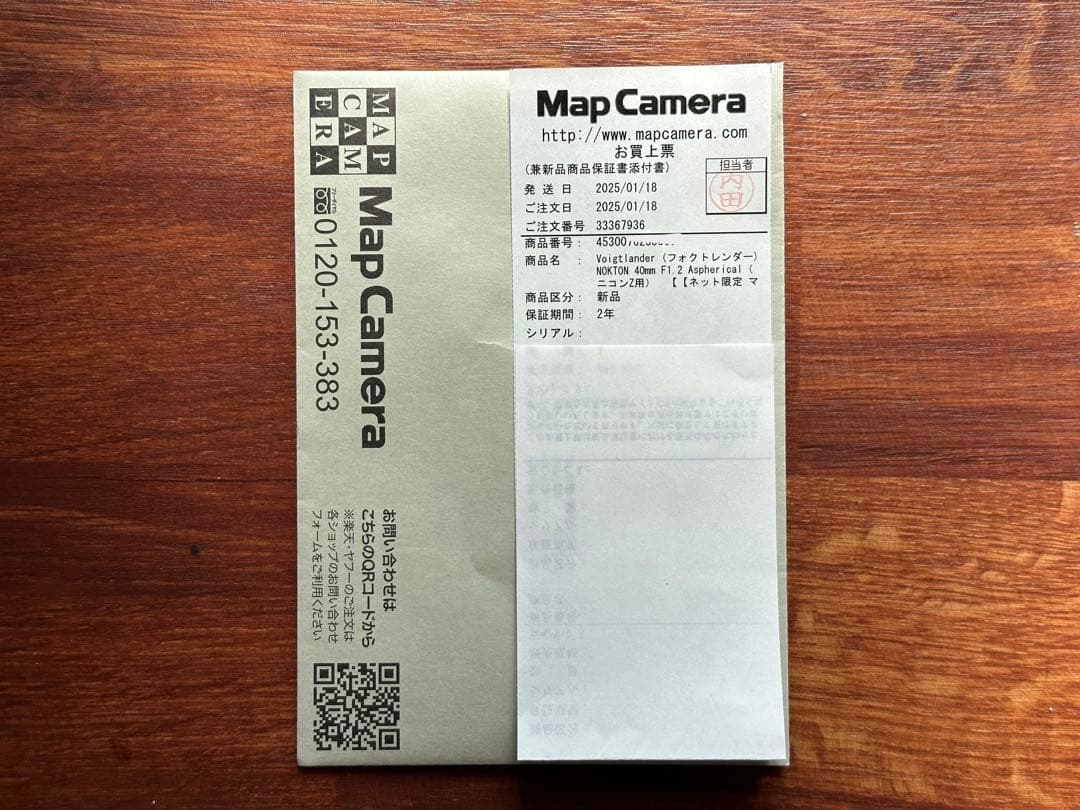 MAP
CAM
ERA
Map Camera
フリーダイヤル
0120-153-383
お問い合わせは
こちらのQRコードから
※楽天・ヤフーのご注文は
各ショップのお問い合わせ
フォームをご利用ください
Map Camera
http://www.mapcamera.com
お買上票
(兼新品商品保証書添付書)
担当者
内田
発送日 2025/01/18
ご注文日 2025/01/18
ご注文番号 33367936
商品番号:
商品名 : Voigtlander (フォクトレンダー)
NOKTON 40mm F1.2 Aspherical (
ニコンZ用) 【【ネット限定 マ
商品区分: 新品
保証期間: 2年
シリアル: